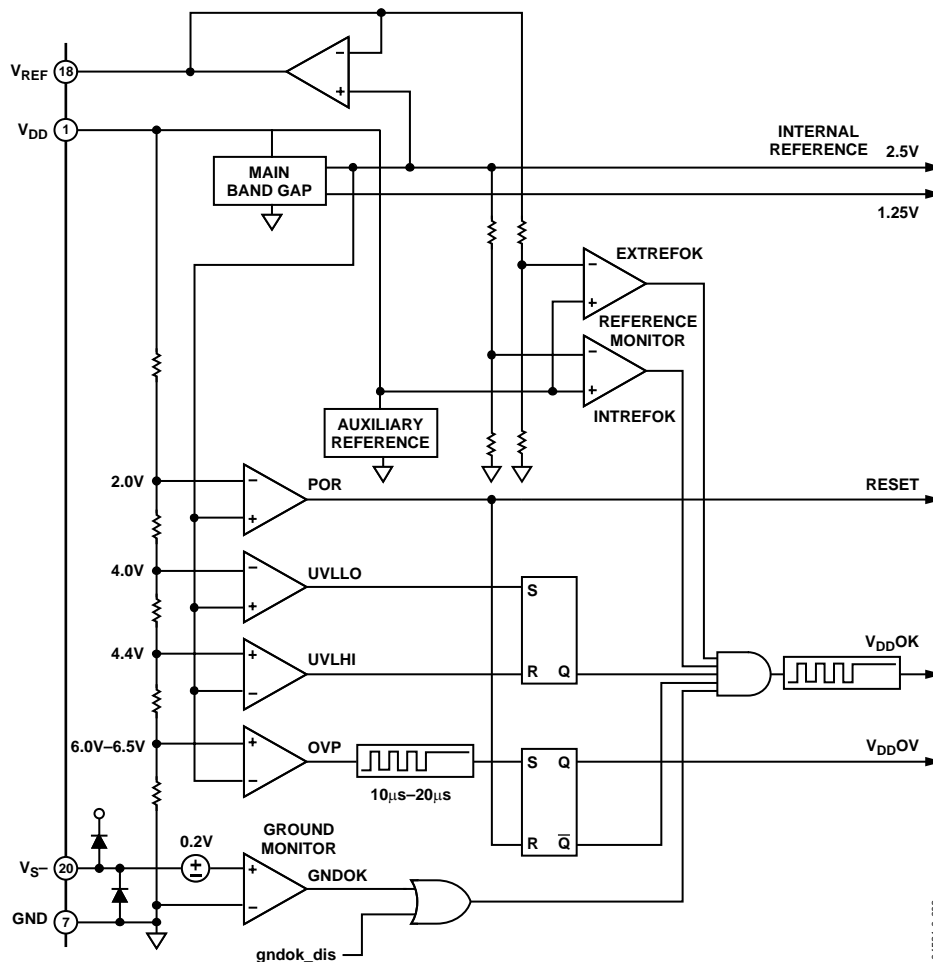 VREF 18
VDD 1
INTERNAL
REFERENCE 2.5V
1.25V
MAIN
BAND GAP
EXTREFOK
REFERENCE
MONITOR
INTREFOK
AUXILIARY
REFERENCE
2.0V
POR
RESET
4.0V
UVLLO
S
4.4V
UVLHI
R Q
VDDOK
6.0V–6.5V
OVP
10µs–20µs
S Q
VDDOV
R Q̅
VS– 20
0.2V
GROUND
MONITOR
GNDOK
GND 7
gndok_dis